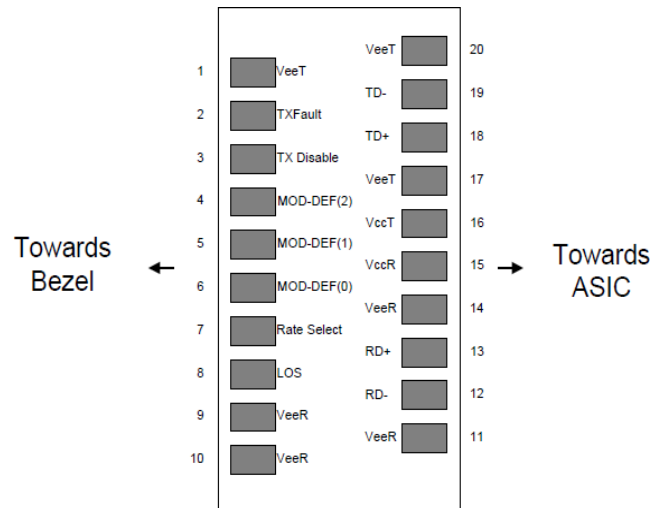 VeeT 20
1 VeeT
TD- 19
2 TXFault
TD+ 18
3 TX Disable
VeeT 17
4 MOD-DEF(2)
VccT 16
5 MOD-DEF(1)
Towards
Bezel
VccR 15
Towards
ASIC
6 MOD-DEF(0)
VeeR 14
7 Rate Select
RD+ 13
8 LOS
RD- 12
9 VeeR
VeeR 11
10 VeeR